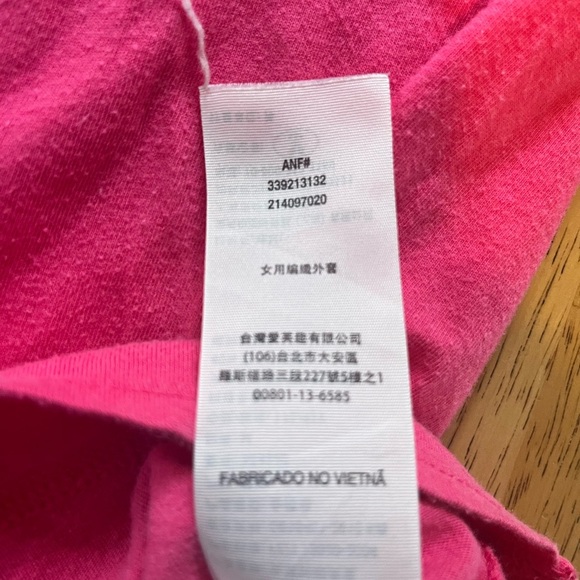 ANF#
339213132
214097020
女用编織外套
台灣愛芙趣有限公司
(106)台北市大安區
羅斯福路三段227號5樓之1
00801-13-6585
FABRICADO NO VIETNÃ